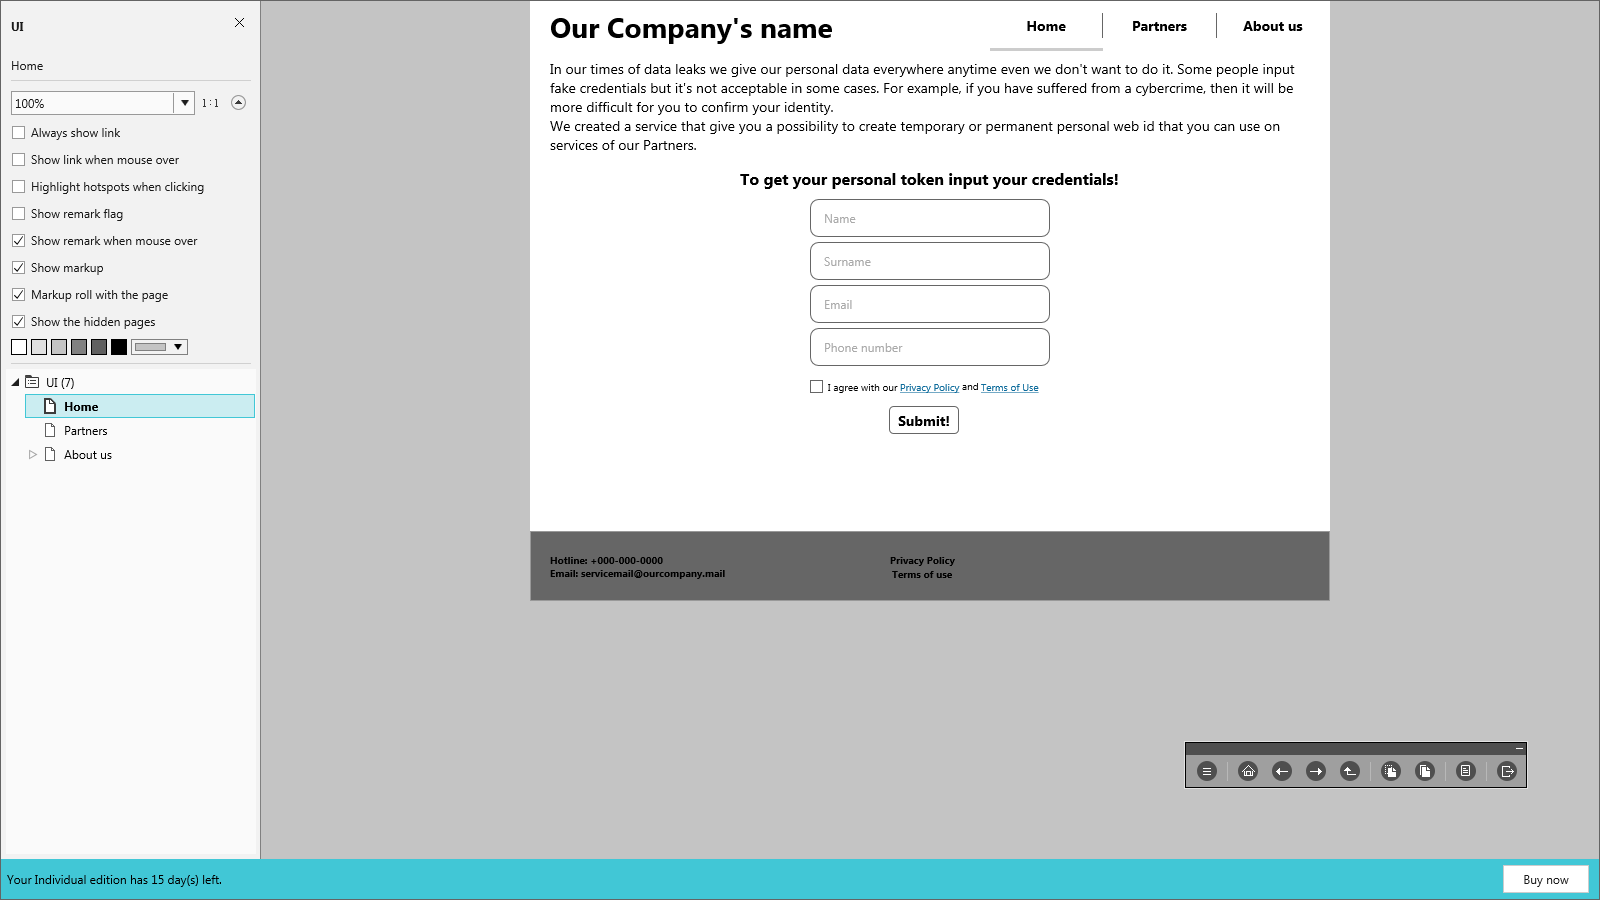 UI
Home
100%
1 : 1
Always show link
Show link when mouse over
Highlight hotspots when clicking
Show remark flag
Show remark when mouse over
Show markup
Markup roll with the page
Show the hidden pages
UI (7)
Home
Partners
About us
Our Company's name
Home
Partners
About us
In our times of data leaks we give our personal data everywhere anytime even we don't want to do it. Some people input
fake credentials but it's not acceptable in some cases. For example, if you have suffered from a cybercrime, then it will be
more difficult for you to confirm your identity.
We created a service that give you a possibility to create temporary or permanent personal web id that you can use on
services of our Partners.
To get your personal token input your credentials!
Name
Surname
Email
Phone number
I agree with our Privacy Policy and Terms of Use
Submit!
Hotline: +000-000-0000
Email: servicemail@ourcompany.mail
Privacy Policy
Terms of use
Your Individual edition has 15 day(s) left.
Buy now